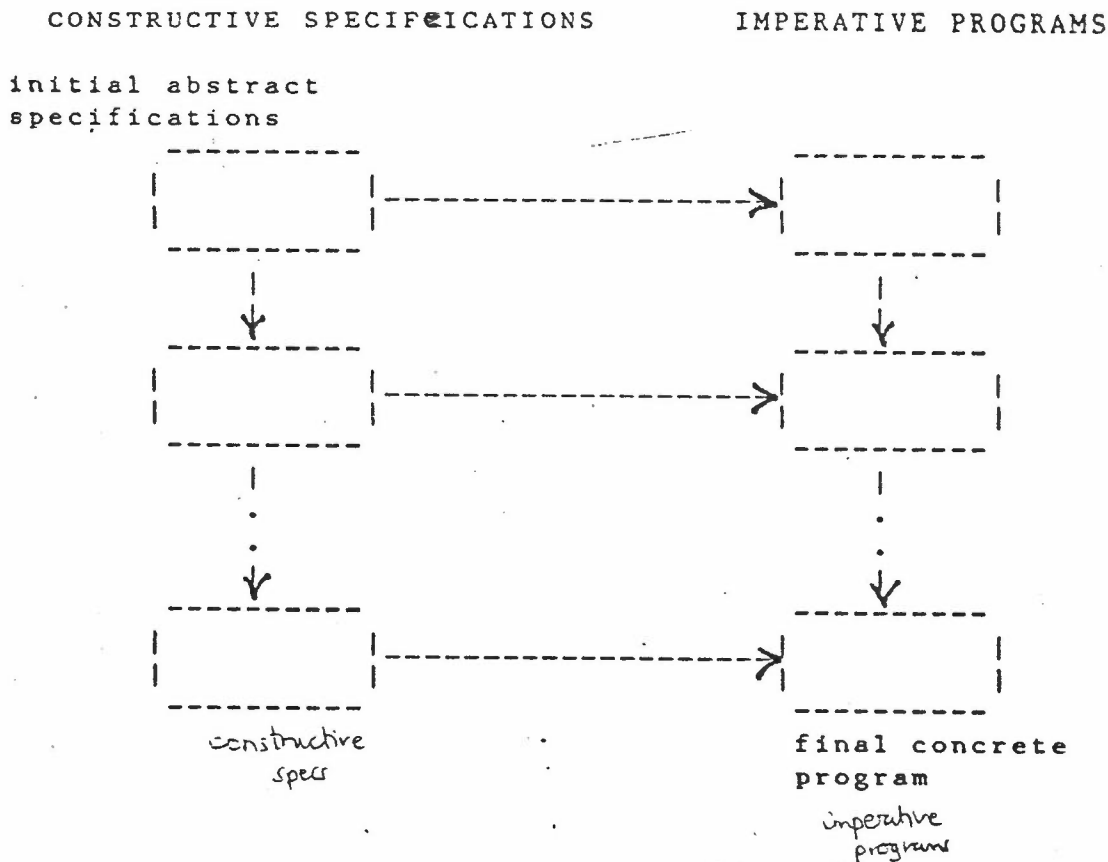 CONSTRUCTIVE SPECIFeICATIONS IMPERATIVE PROGRAMS
initial abstract
specifications
constructive
specs
final concrete
program
imperative
programs